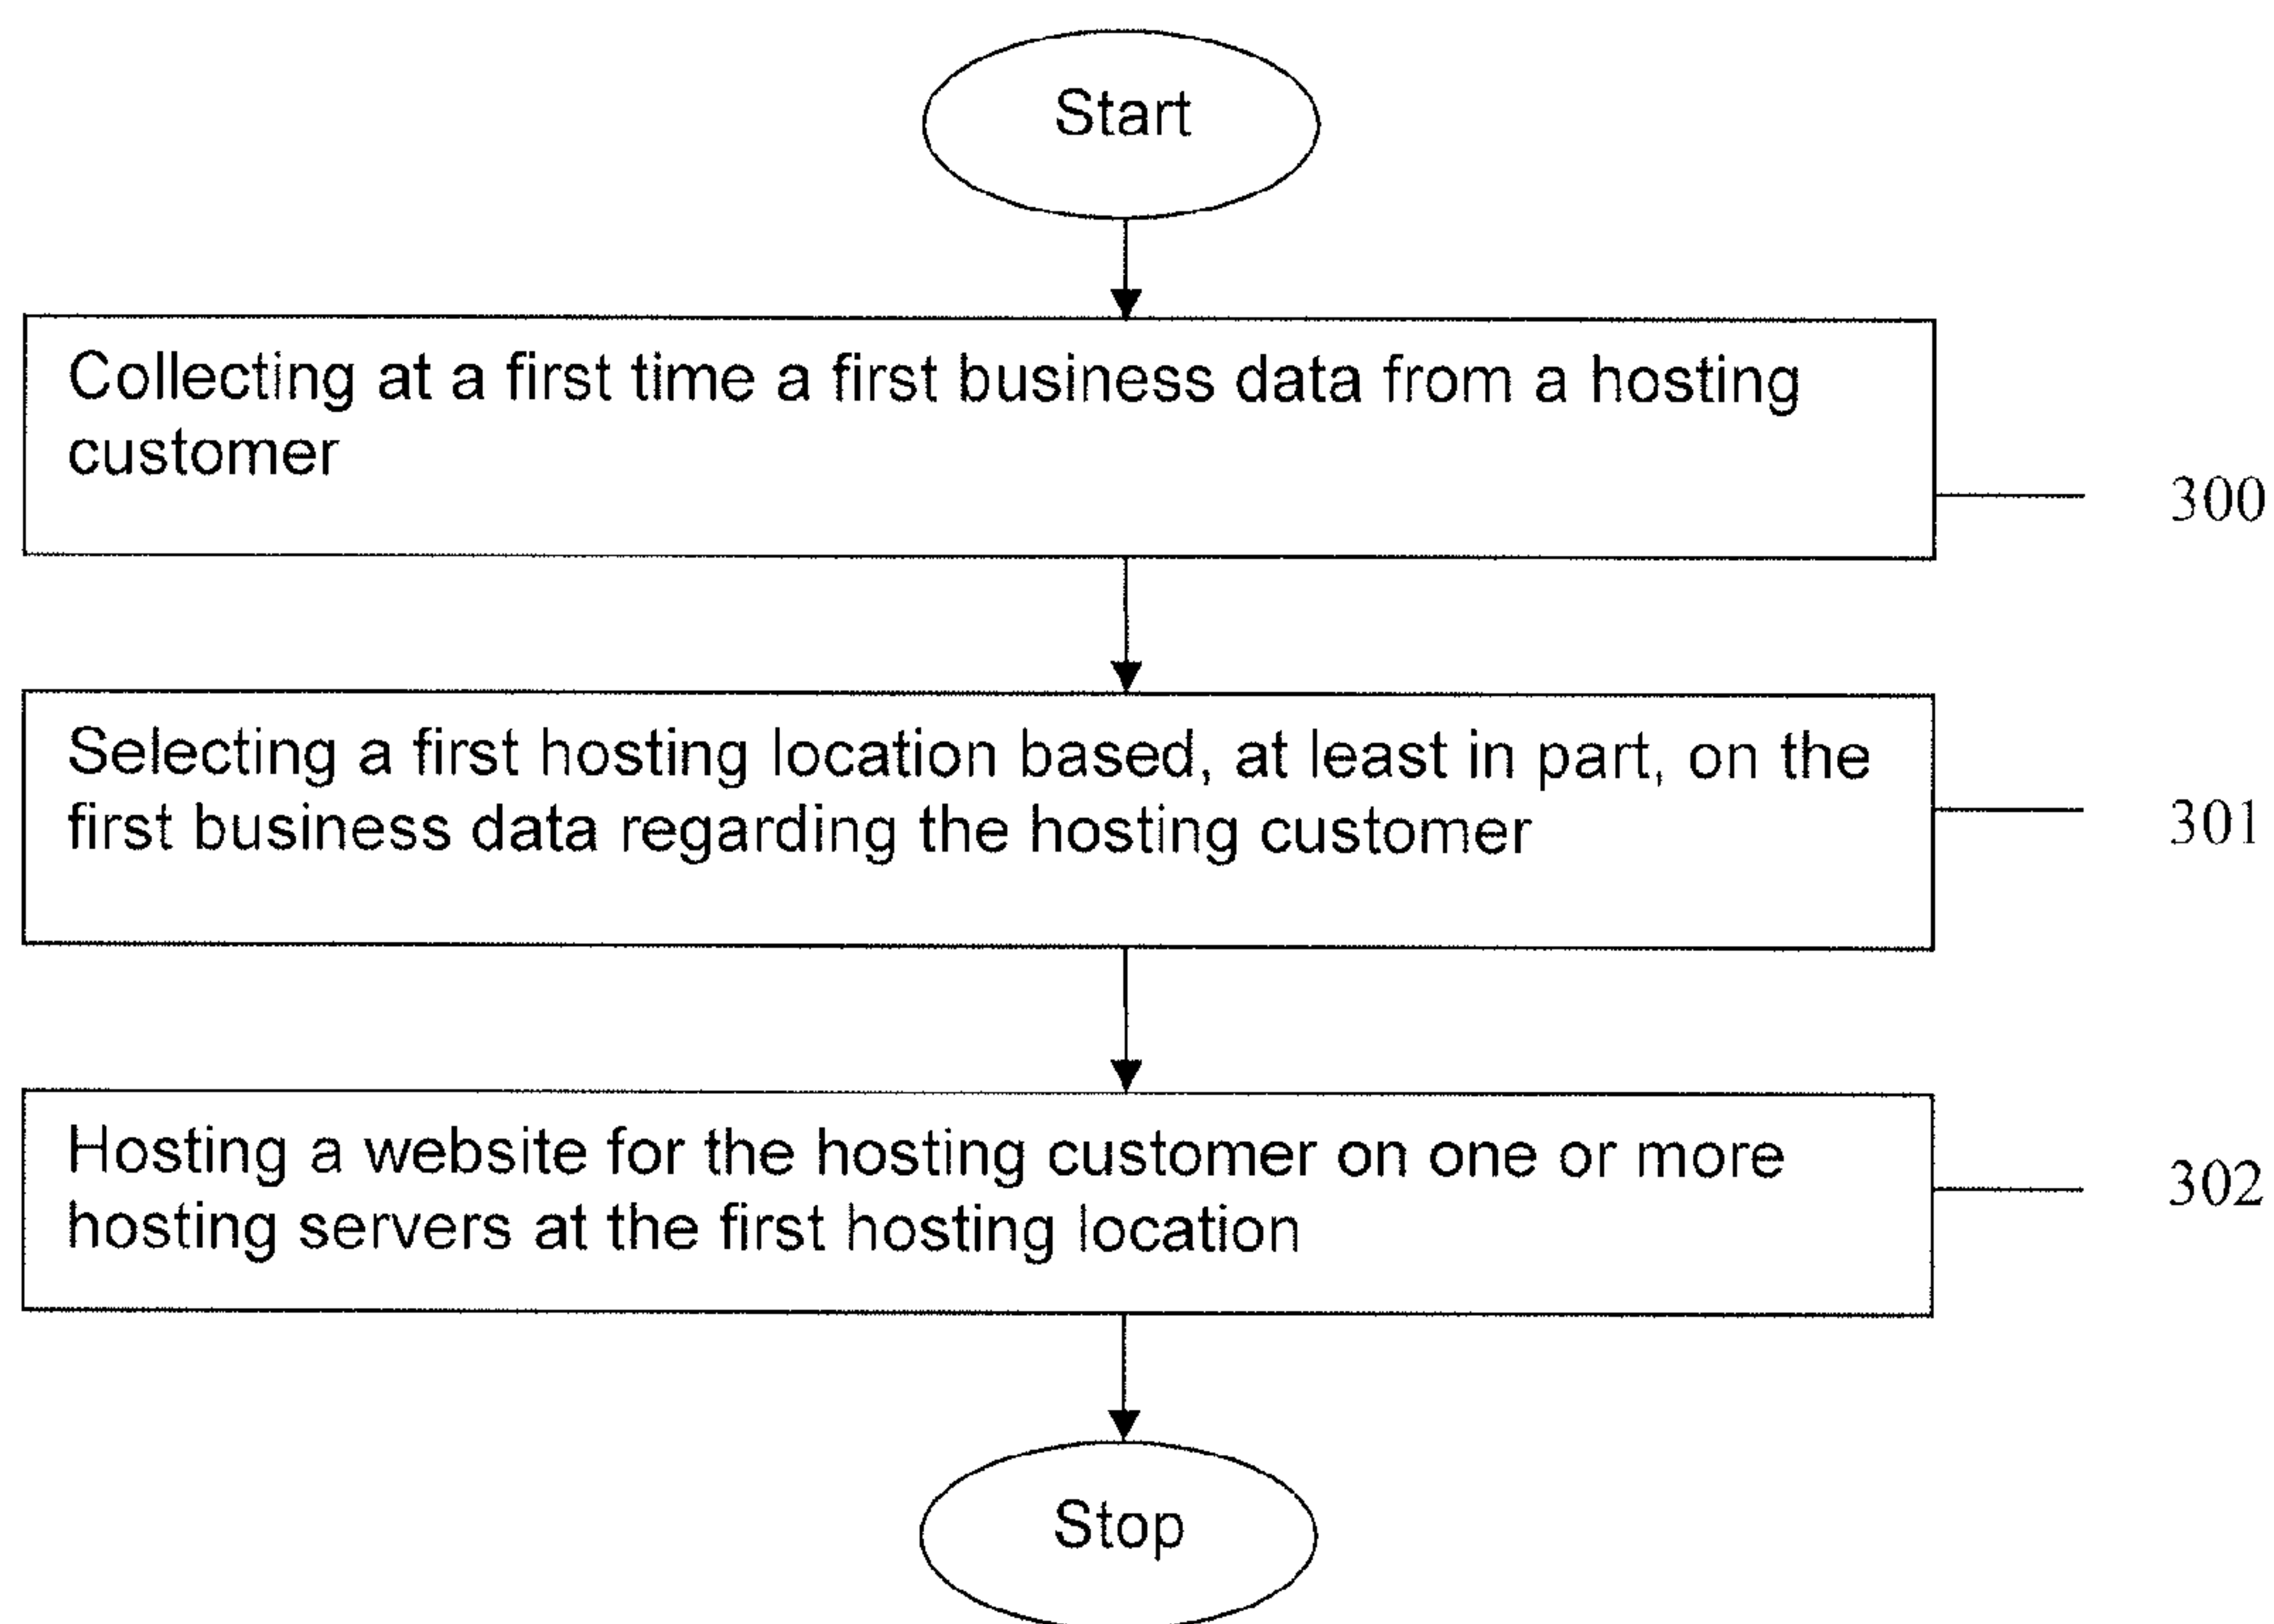 Start
Collecting at a first time a first business data from a hosting
customer
300
Selecting a first hosting location based, at least in part, on the
first business data regarding the hosting customer
301
Hosting a website for the hosting customer on one or more
hosting servers at the first hosting location
302
Stop